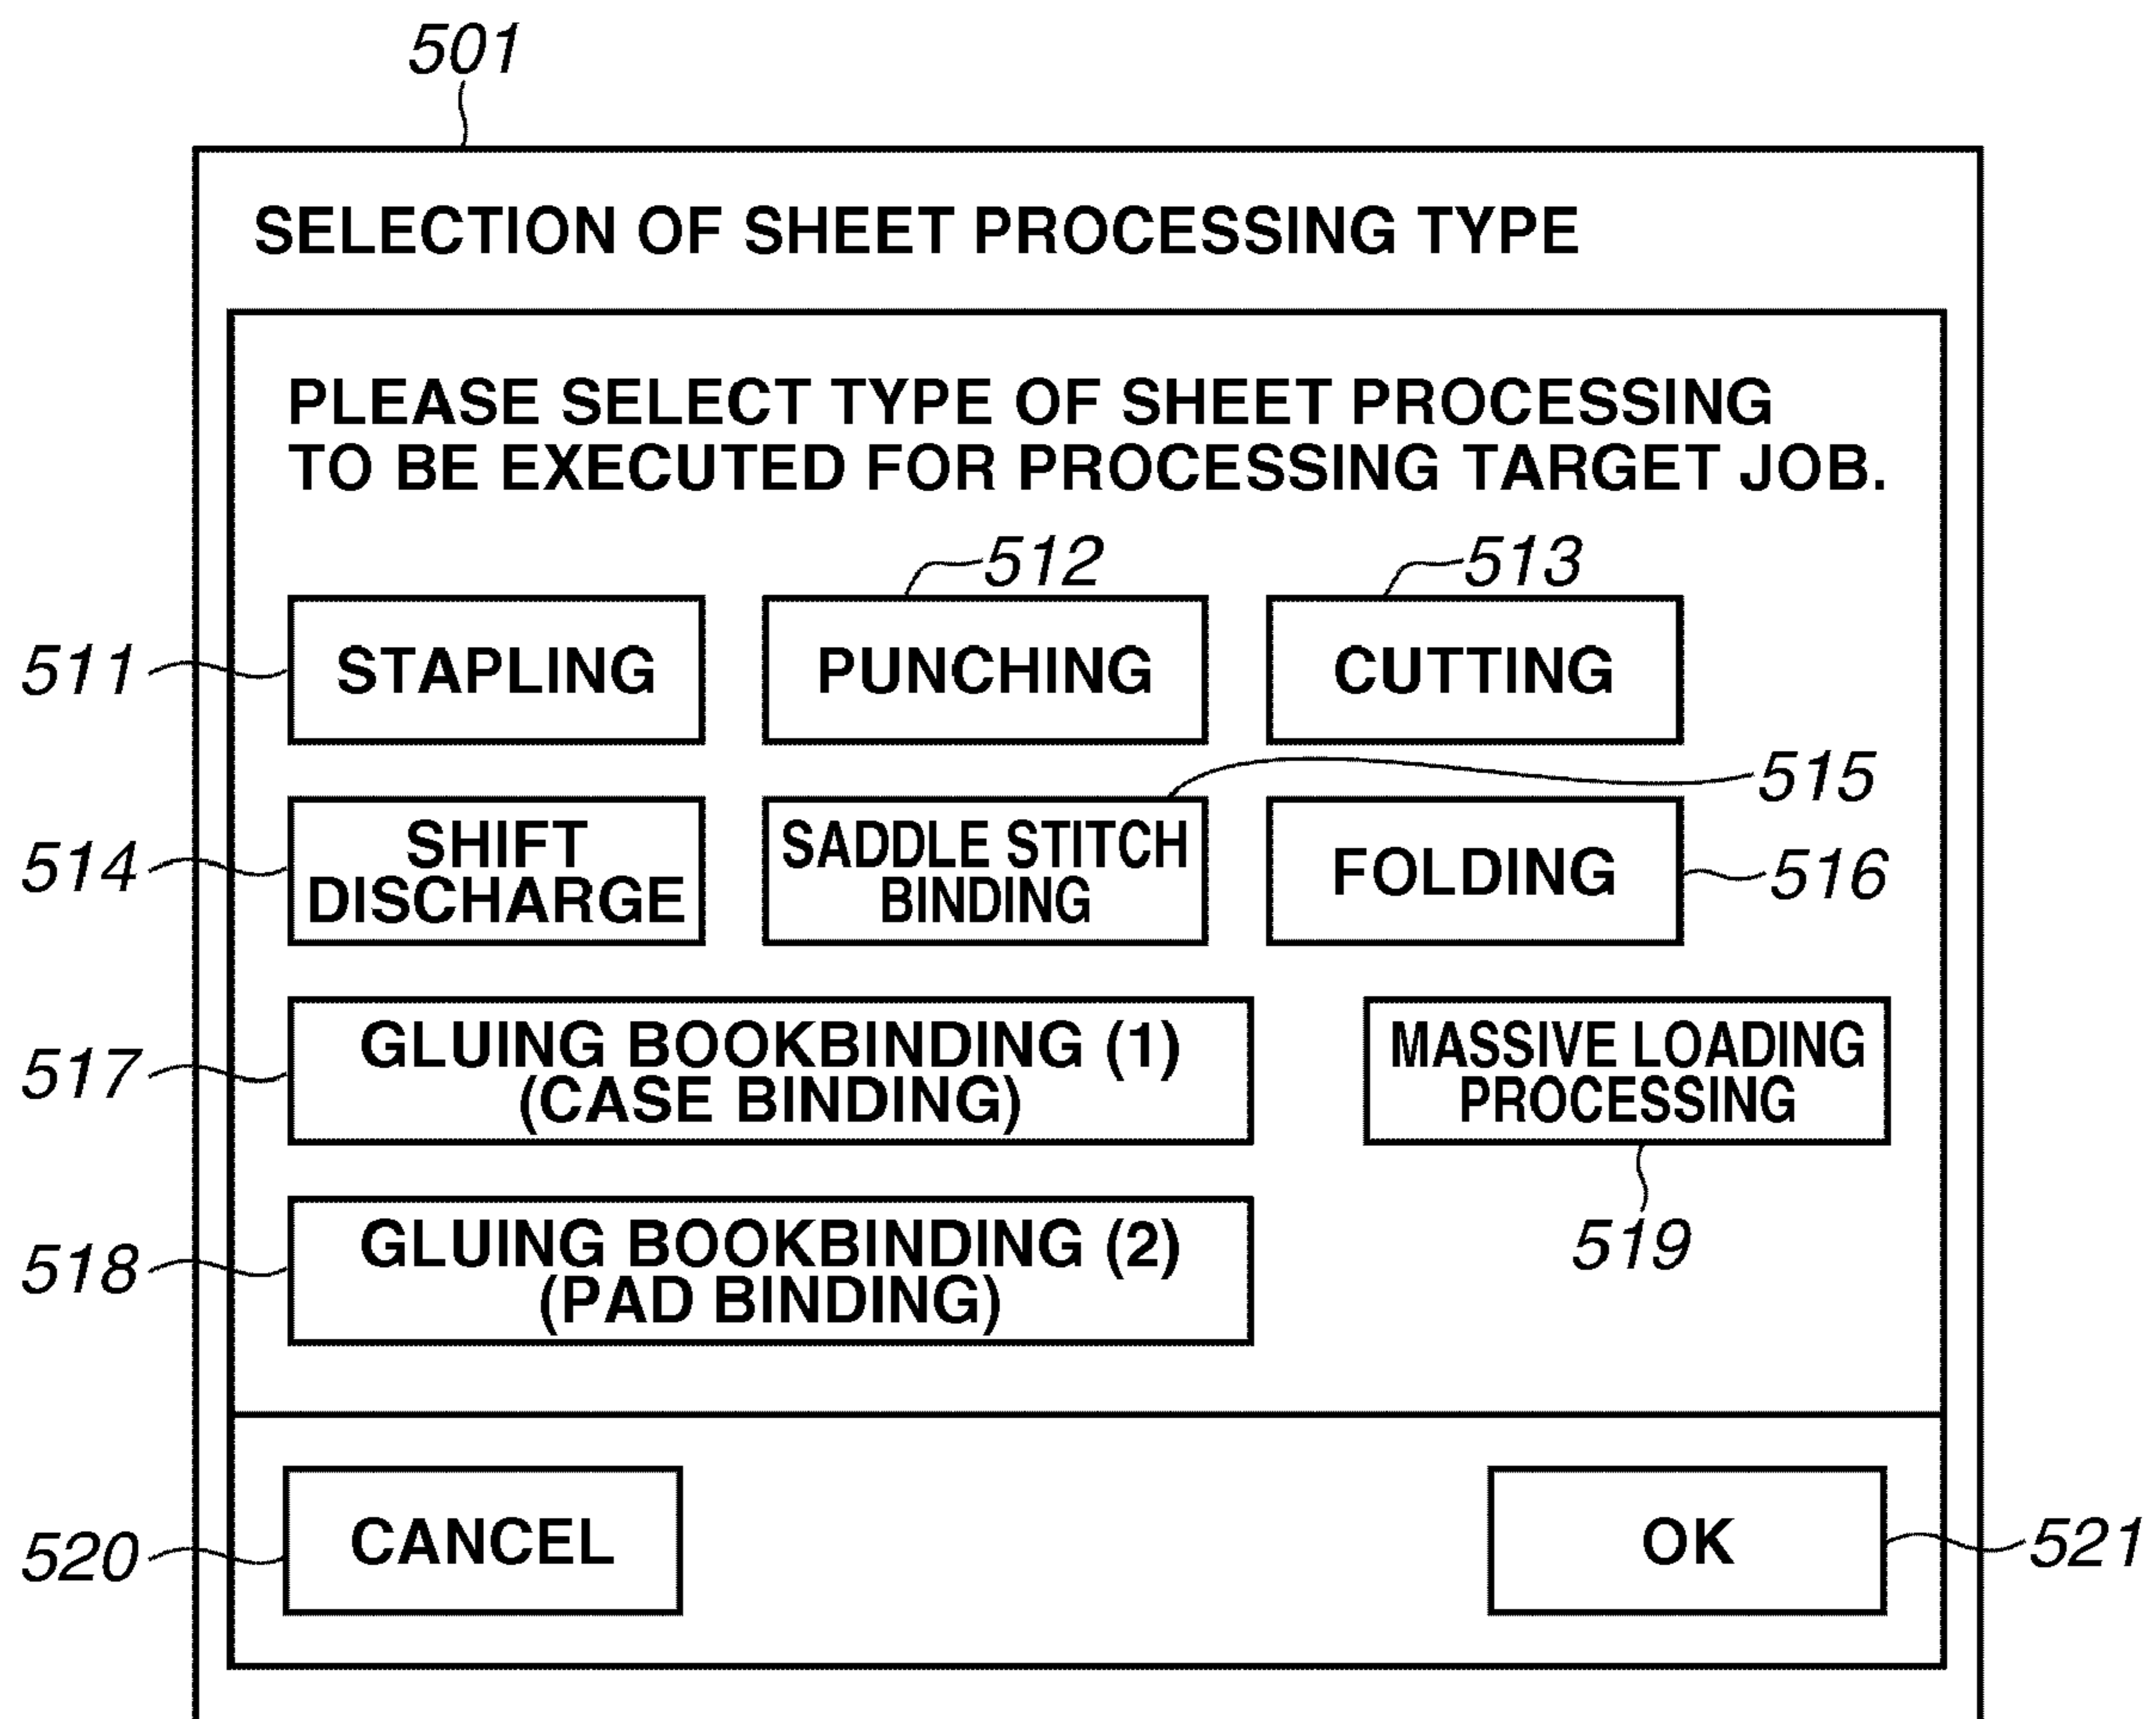 501
SELECTION OF SHEET PROCESSING TYPE
PLEASE SELECT TYPE OF SHEET PROCESSING
TO BE EXECUTED FOR PROCESSING TARGET JOB.
512
513
511
STAPLING
PUNCHING
CUTTING
515
514
SHIFT
DISCHARGE
SADDLE STITCH
BINDING
FOLDING
516
517
GLUING BOOKBINDING (1)
(CASE BINDING)
MASSIVE LOADING
PROCESSING
519
518
GLUING BOOKBINDING (2)
(PAD BINDING)
520
CANCEL
OK
521